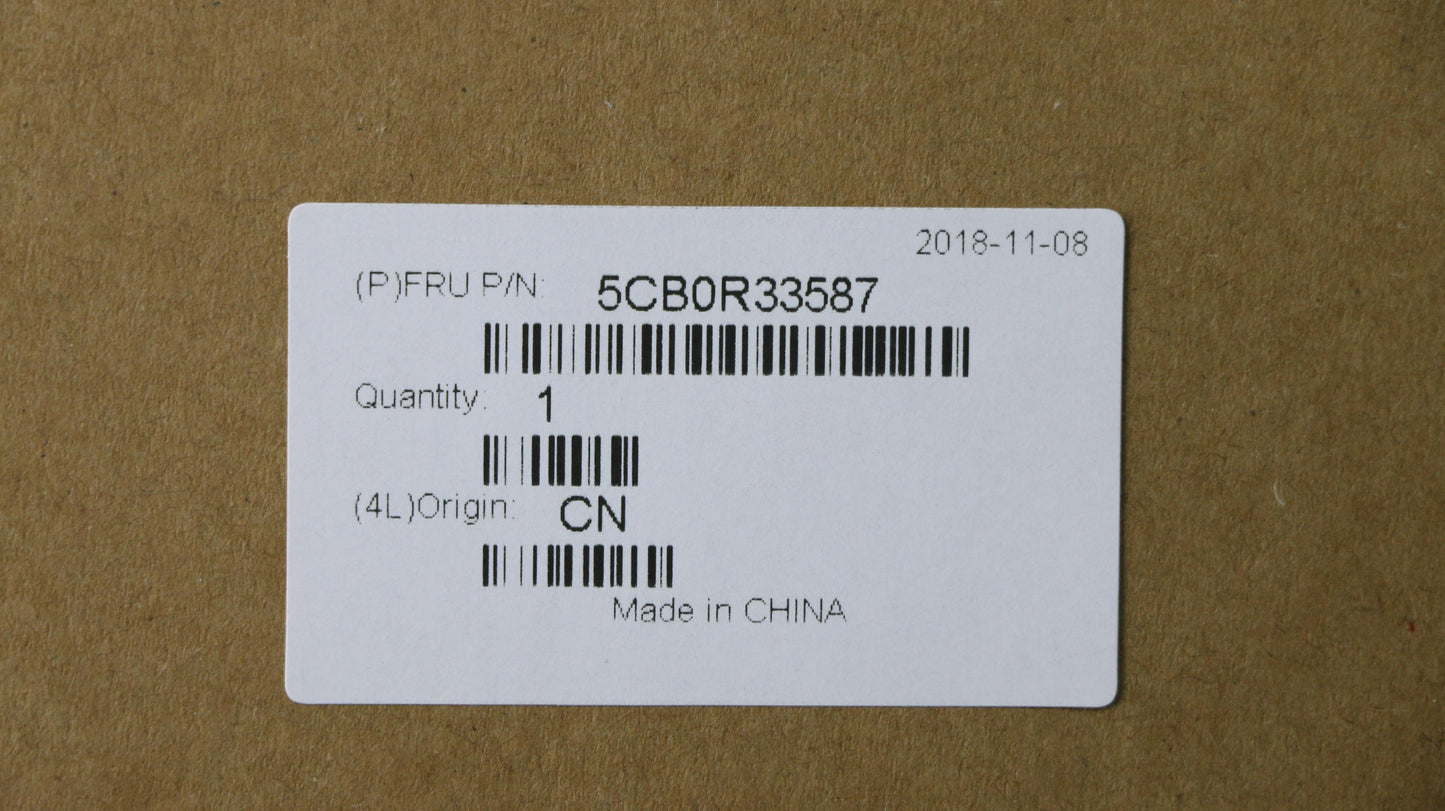 2018-11-08
(P)FRU P/N: 5CB0R33587
Quantity: 1
(4L)Origin: CN
Made in CHINA